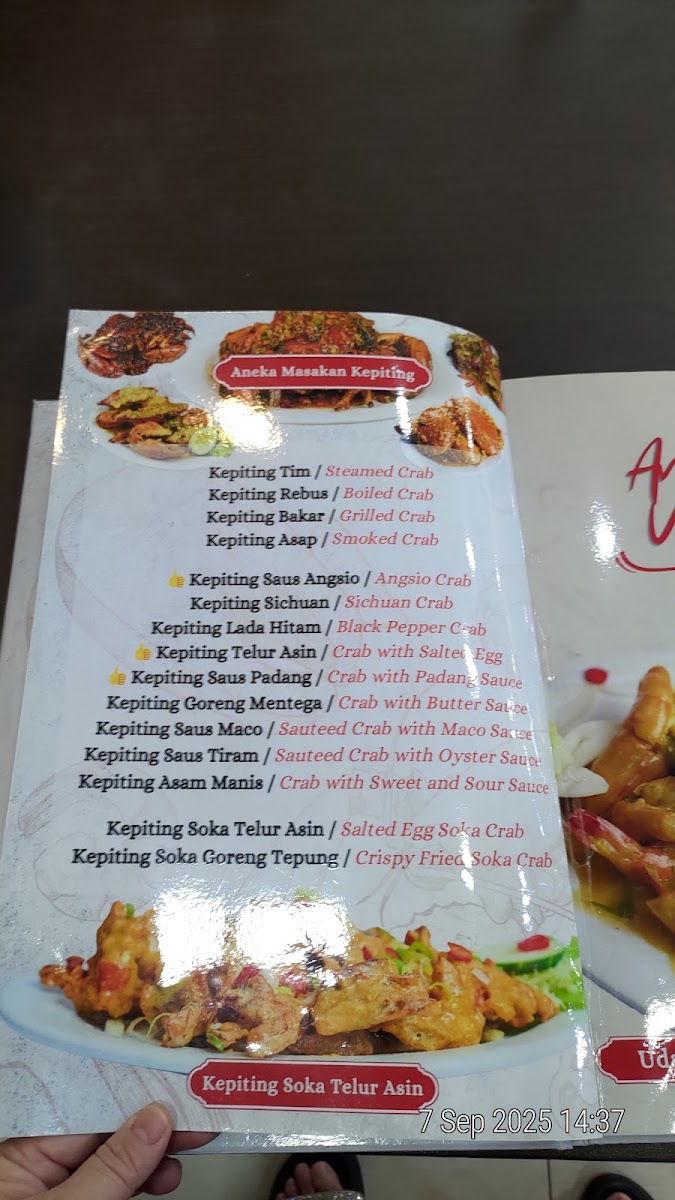 Aneka Masakan Kepiting
Kepiting Tim / Steamed Crab
Kepiting Rebus / Boiled Crab
Kepiting Bakar / Grilled Crab
Kepiting Asap / Smoked Crab
Kepiting Saus Angsio / Angsio Crab
Kepiting Sichuan / Sichuan Crab
Kepiting Lada Hitam / Black Pepper Crab
Kepiting Telur Asin / Crab with Salted Egg
Kepiting Saus Padang / Crab with Padang Sauce
Kepiting Goreng Mentega / Crab with Butter Sauce
Kepiting Saus Maco / Sauteed Crab with Maco Sauce
Kepiting Saus Tiram / Sauteed Crab with Oyster Sauce
Kepiting Asam Manis / Crab with Sweet and Sour Sauce
Kepiting Soka Telur Asin / Salted Egg Soka Crab
Kepiting Soka Goreng Tepung / Crispy Fried Soka Crab
Kepiting Soka Telur Asin
7 Sep 2025 14:37